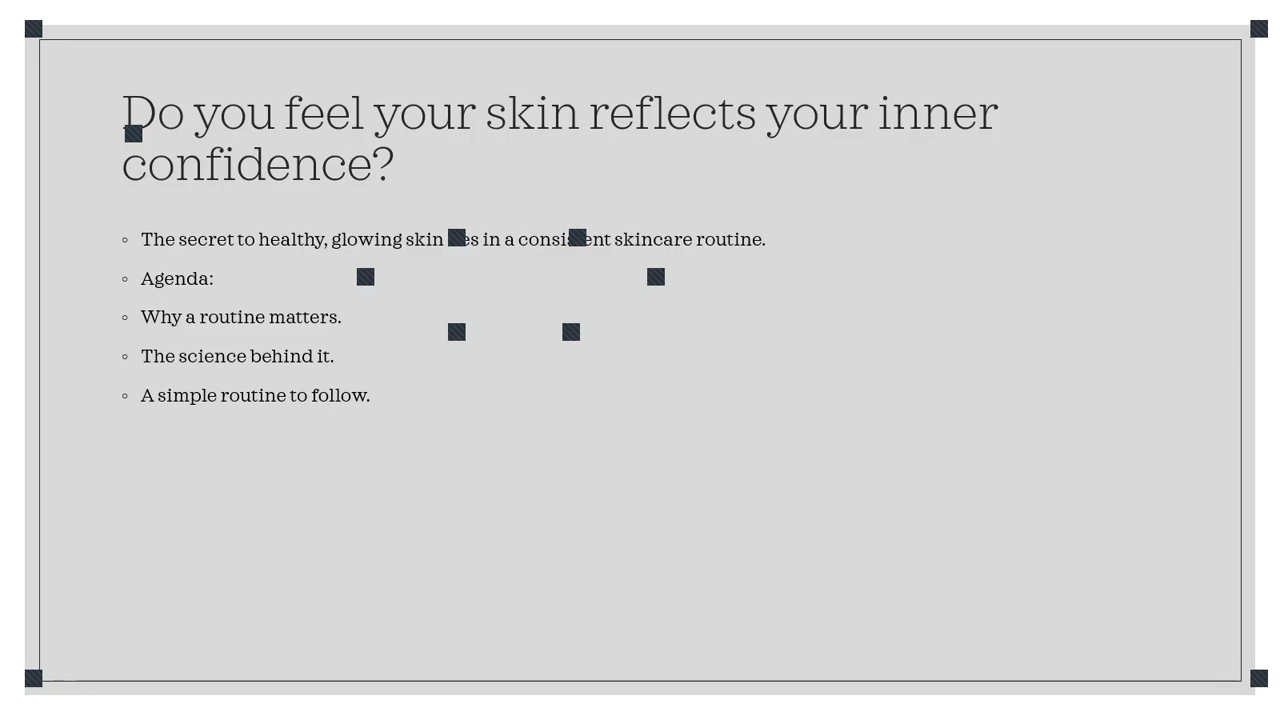 Do you feel your skin reflects your inner
confidence?
The secret to healthy, glowing skin in a skincare routine.
Agenda:
Why a routine matters.
The science behind it.
A simple routine to follow.